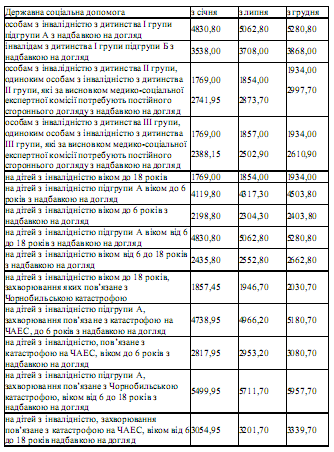 Державна соціальна допомога з січня з липня з грудня
особам з інвалідністю з дитинства І групи
підгрупи А з надбавкою на догляд 4830,80 5062,80 5280,80
інвалідам з дитинства І групи підгрупи Б з
надбавкою на догляд 3538,00 3708,00 3868,00
особам з інвалідністю з дитинства ІІ групи,
одиноким особам з інвалідністю з дитинства
ІІ групи, які за висновком медико-соціальної
експертної комісії потребують постійного
стороннього догляду з надбавкою на догляд
1769,00 1854,00 1934,00
2741,95 2873,70 2997,70
особам з інвалідністю з дитинства ІІІ групи,
одиноким особам з інвалідністю з дитинства
ІІІ групи, які за висновком медико-соціальної
експертної комісії потребують постійного
стороннього догляду з надбавкою на догляд
1769,00 1857,00 1934,00
2388,15 2502,90 2610,90
на дітей з інвалідністю віком до 18 років 1769,00 1854,00 1934,00
на дітей з інвалідністю підгрупи А віком до 6
років з надбавкою на догляд 4119,80 4317,30 4503,80
на дітей з інвалідністю віком до 6 років з
надбавкою на догляд 2198,80 2304,30 2403,80
на дітей з інвалідністю підгрупи А віком від 6
до 18 років з надбавкою на догляд 4830,80 5062,80 5280,80
на дітей з інвалідністю віком від 6 до 18 років
з надбавкою на догляд 2435,80 2552,80 2662,80
на дітей з інвалідністю віком до 18 років,
захворювання яких пов'язане з
Чорнобильською катастрофою 1857,45 1946,70 2030,70
на дітей з інвалідністю підгрупи А,
захворювання пов'язане з катастрофою на
ЧАЕС, до 6 років з надбавкою на догляд 4738,95 4966,20 5180,70
на дітей з інвалідністю, пов'язане з
катастрофою на ЧАЕС, віком до 6 років з
надбавкою на догляд 2817,95 2953,20 3080,70
на дітей з інвалідністю підгрупи А,
захворювання пов'язане з Чорнобильською
катастрофою, віком від 6 до 18 років з
надбавкою на догляд 5499,95 5711,70 5957,70
на дітей з інвалідністю, захворювання
пов'язане з катастрофою на ЧАЕС, віком від 6
до 18 років надбавкою на догляд 3054,95 3201,70 3339,70